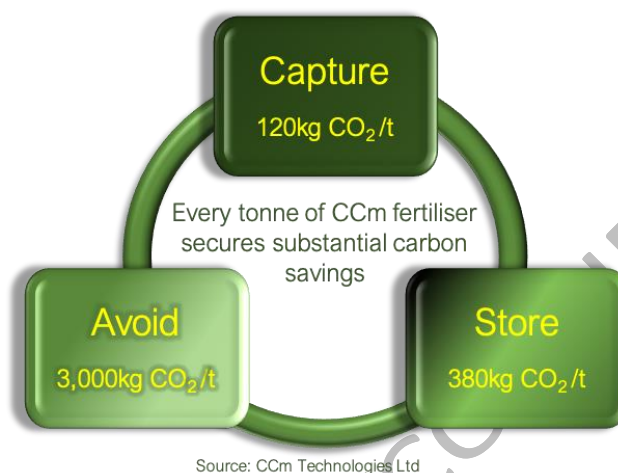 Capture
120kg CO₂/t
Every tonne of CCm fertiliser
secures substantial carbon
savings
Avoid
3,000kg CO₂/t
Store
380kg CO₂/t
Source: CCm Technologies Ltd